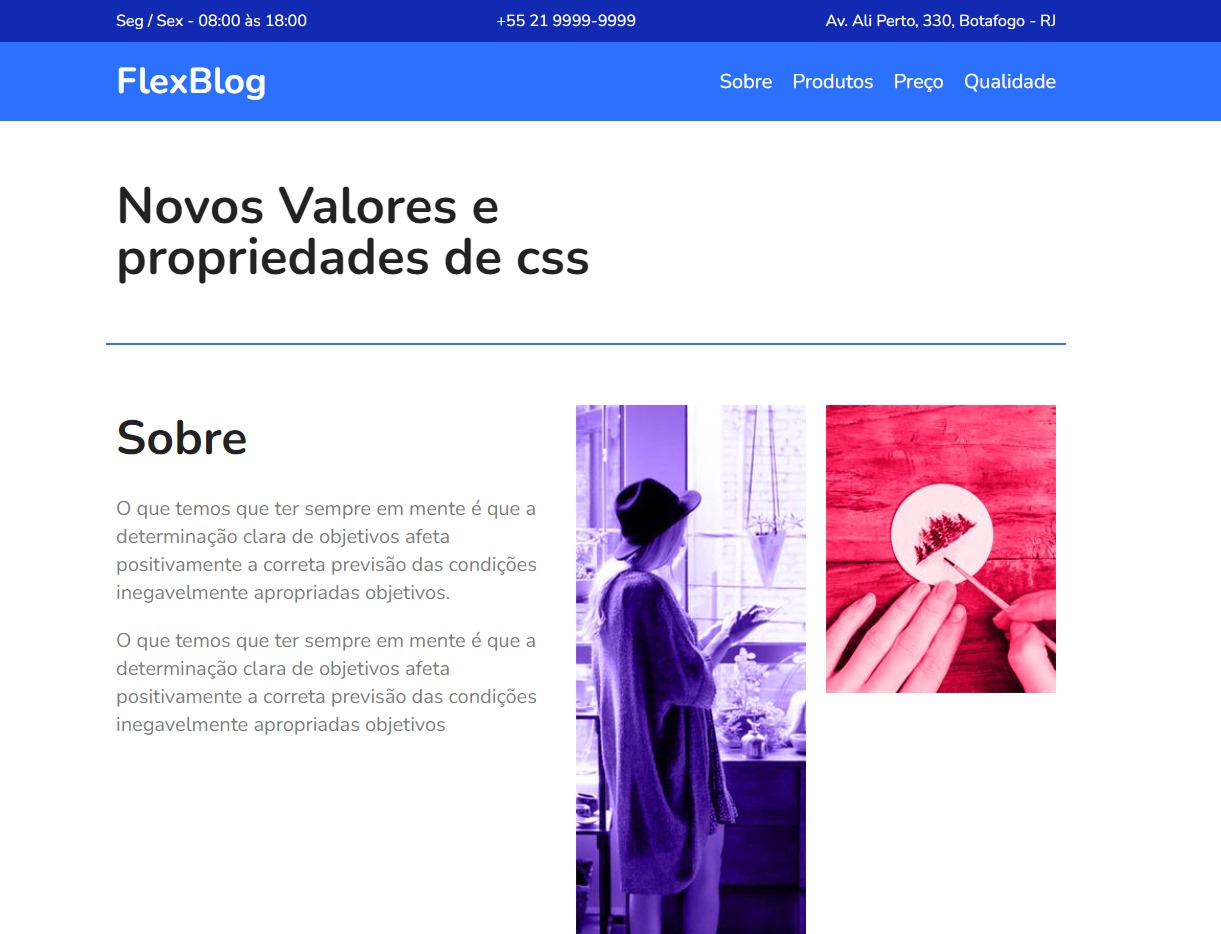 Seg / Sex - 08:00 às 18:00
+55 21 9999-9999
Av. Ali Perto, 330, Botafogo - RJ
FlexBlog
Sobre
Produtos
Preço
Qualidade
Novos Valores e
propriedades de css
Sobre
O que temos que ter sempre em mente é que a
determinação clara de objetivos afeta
positivamente a correta previsão das condições
inegavelmente apropriadas objetivos.
O que temos que ter sempre em mente é que a
determinação clara de objetivos afeta
positivamente a correta previsão das condições
inegavelmente apropriadas objetivos